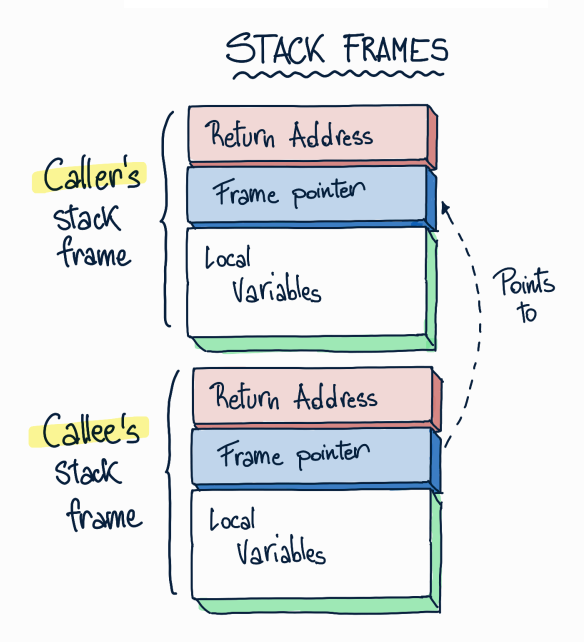 STACK FRAMES
Caller's
stack
frame
Return Address
Frame pointer
Local
Variables
Points
to
Callee's
stack
frame
Return Address
Frame pointer
Local
Variables